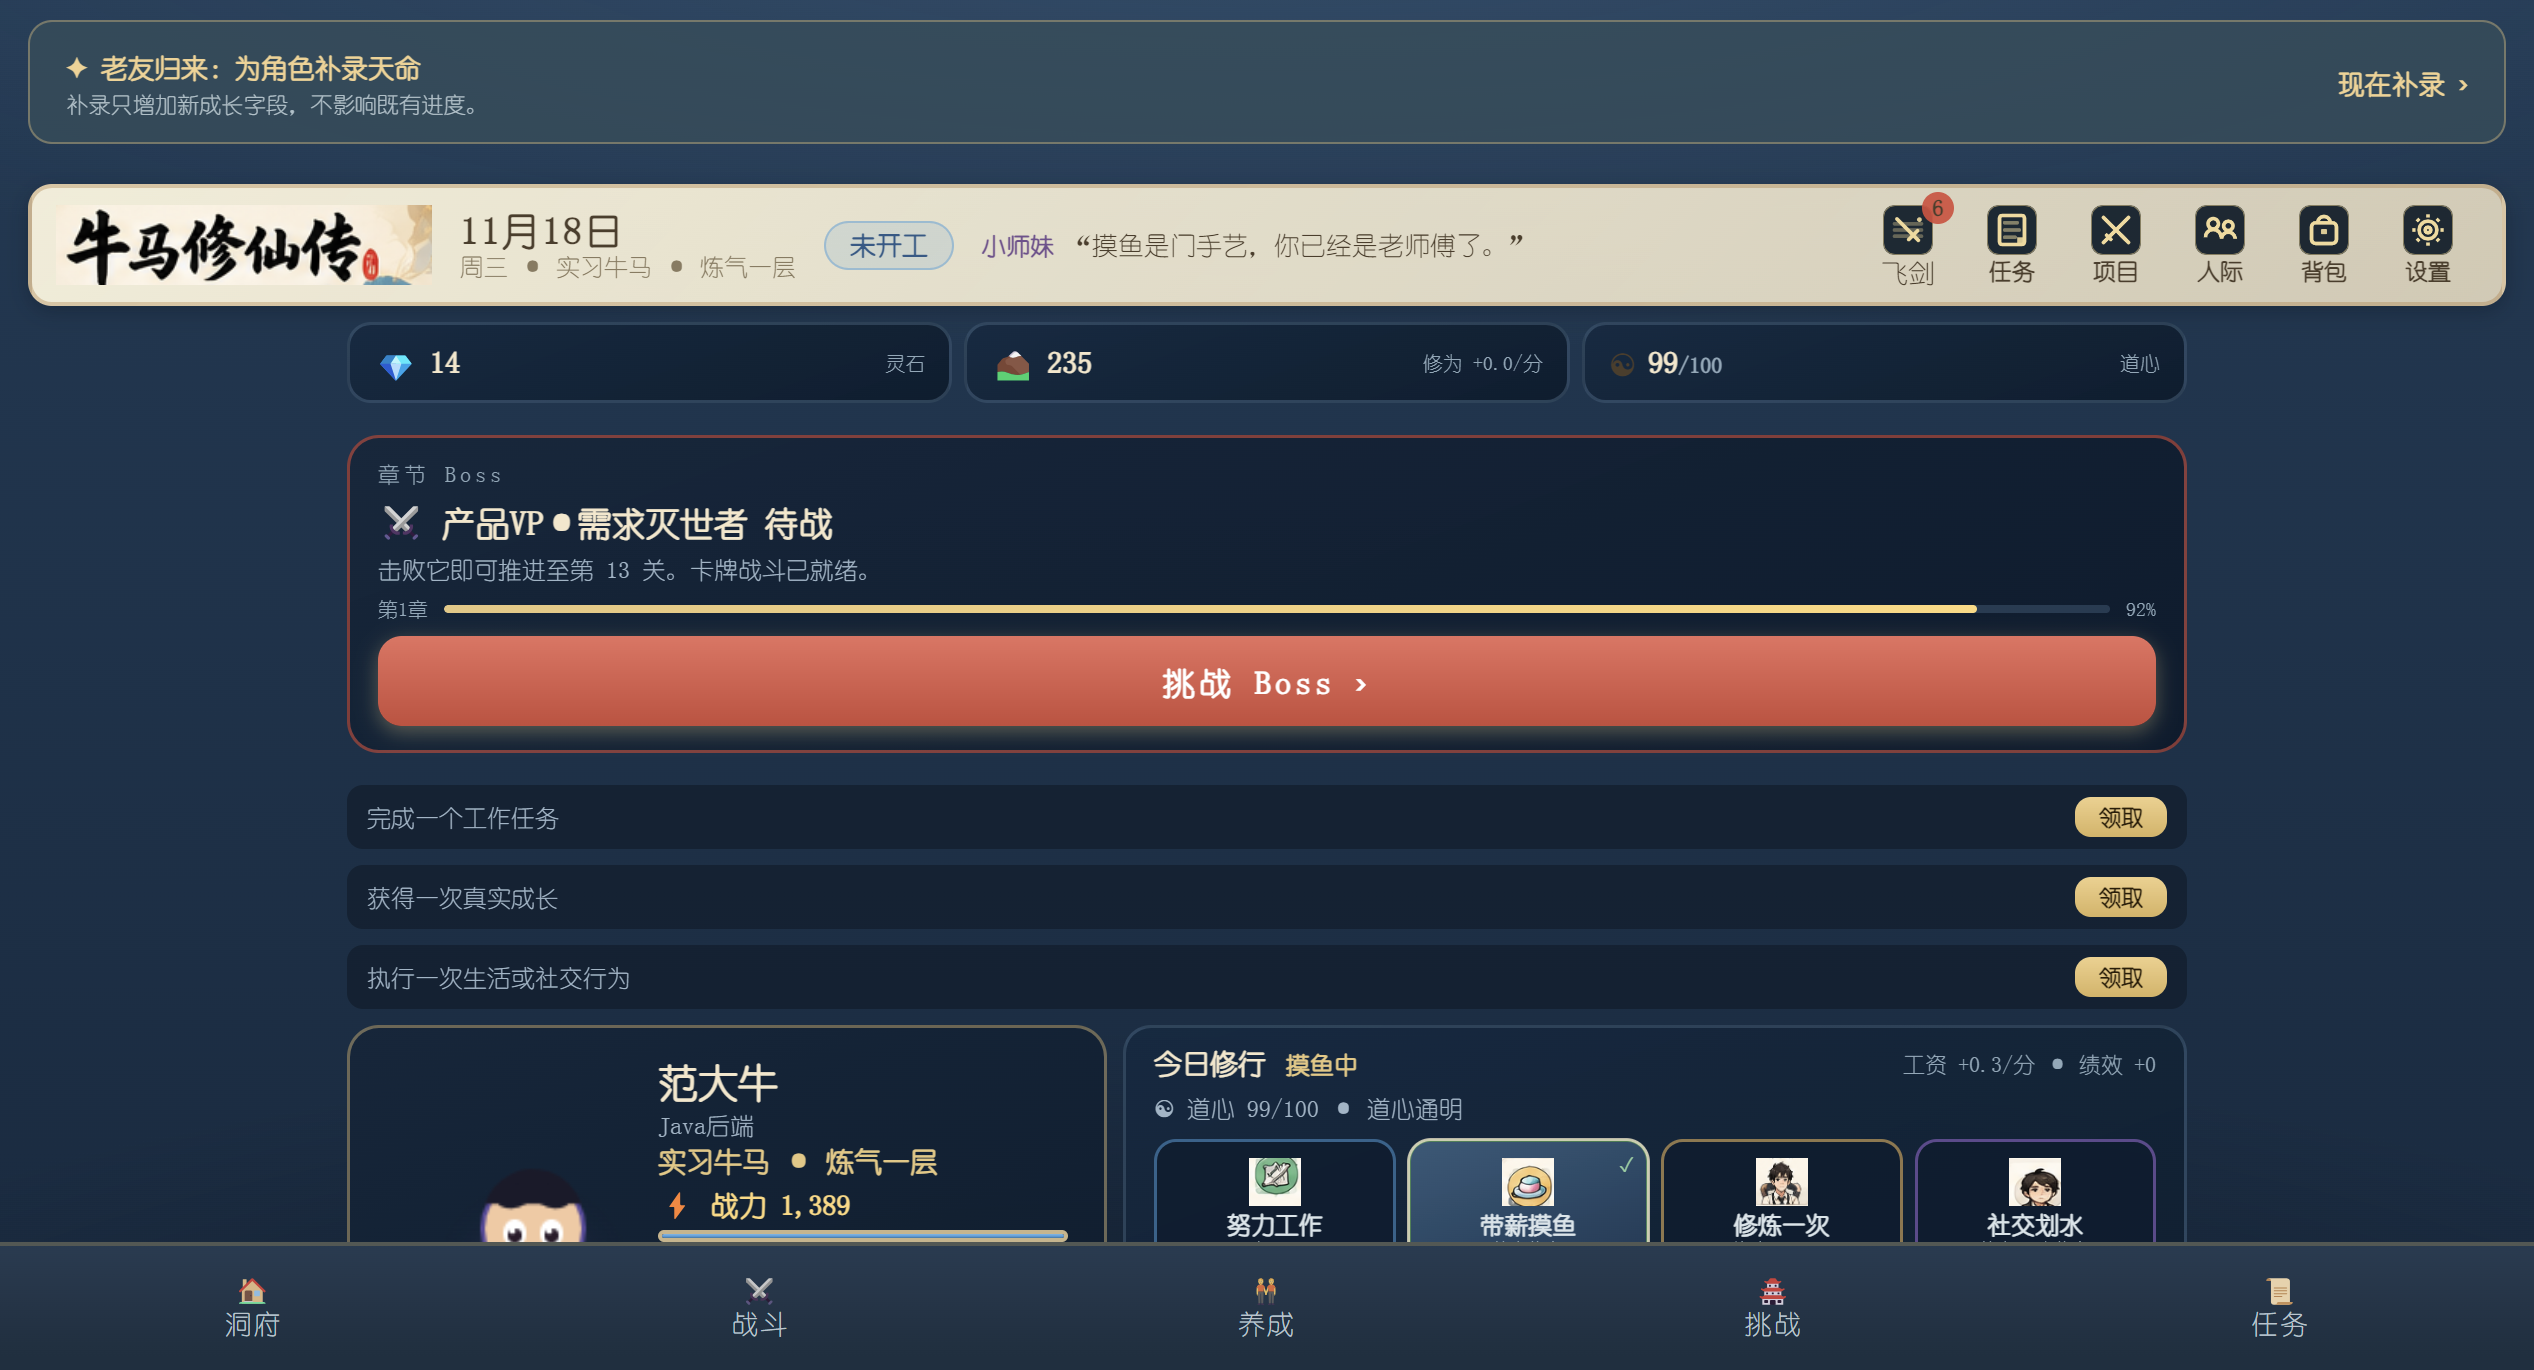 ✦ 老友归来：为角色补录天命
补录只增加新成长字段，不影响既有进度。
现在补录 ›
牛马修仙传
11月18日
周三 • 实习牛马 • 炼气一层
未开工
小师妹 “摸鱼是门手艺，你已经是老师傅了。”
6
飞剑
任务
项目
人际
背包
设置
14
灵石
235
修为 +0.0/分
99/100
道心
章节 Boss
产品VP•需求灭世者 待战
击败它即可推进至第 13 关。卡牌战斗已就绪。
第1章
92%
挑战 Boss ›
完成一个工作任务
领取
获得一次真实成长
领取
执行一次生活或社交行为
领取
范大牛
Java后端
实习牛马 • 炼气一层
战力 1,389
今日修行 摸鱼中
工资 +0.3/分 • 绩效 +0
道心 99/100 • 道心通明
努力工作
带薪摸鱼
✓
修炼一次
社交划水
洞府
战斗
养成
挑战
任务